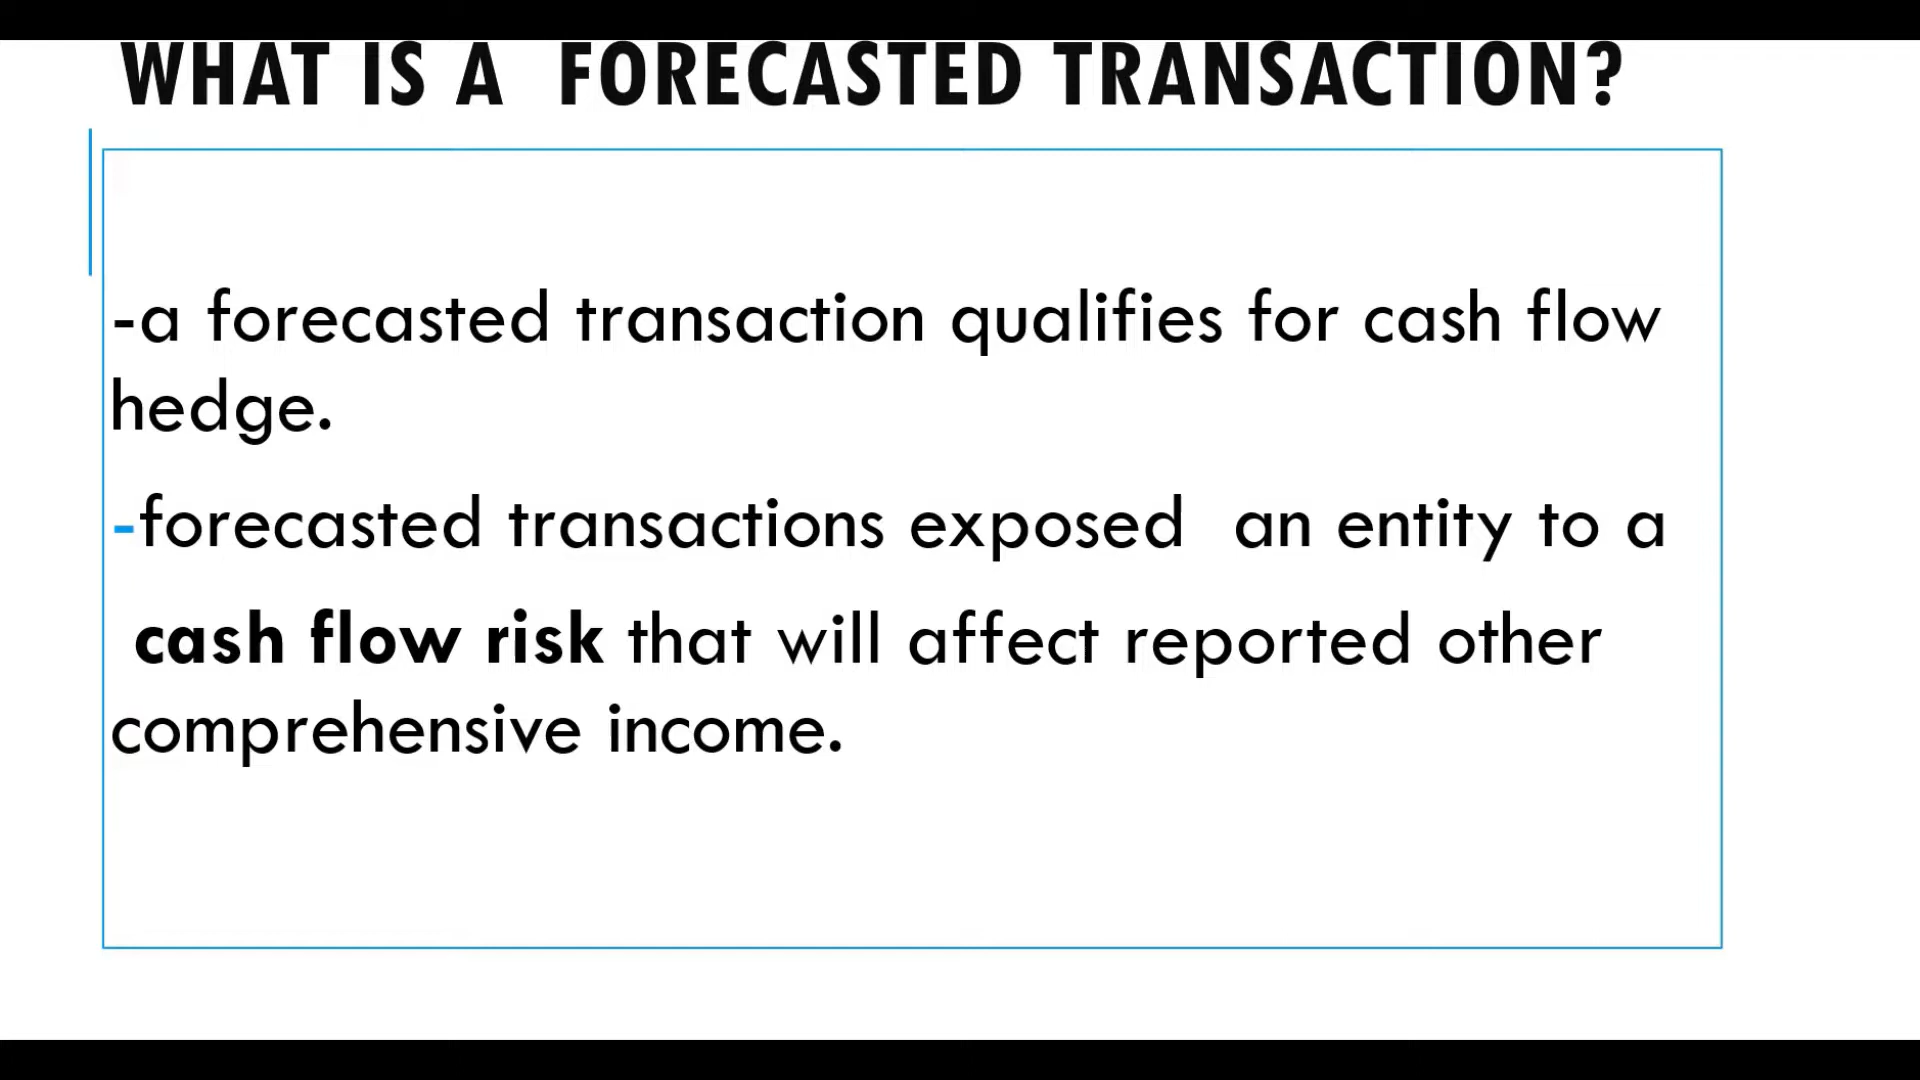 WHAT IS A FORECASTED TRANSACTION?
-a forecasted transaction qualifies for cash flow
hedge.
-forecasted transactions exposed an entity to a
cash flow risk that will affect reported other
comprehensive income.